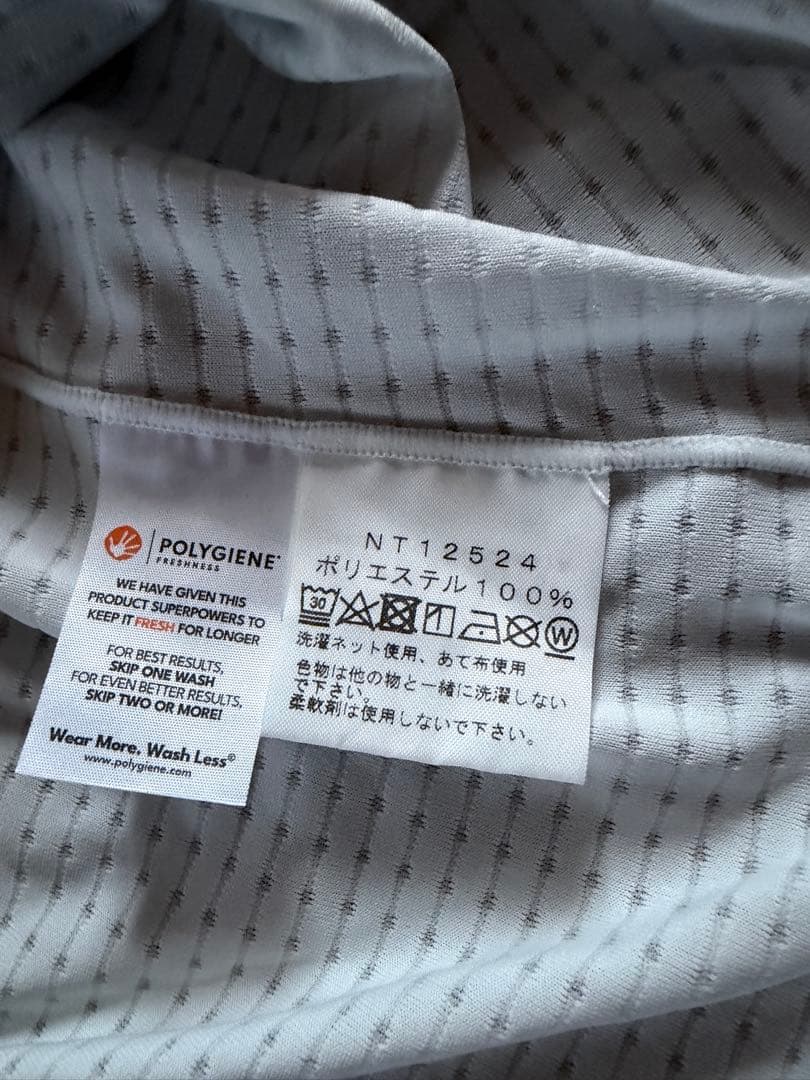 POLYGIENE
FRESHNESS
WE HAVE GIVEN THIS
PRODUCT SUPERPOWERS TO
KEEP IT FRESH FOR LONGER
FOR BEST RESULTS,
SKIP ONE WASH
FOR EVEN BETTER RESULTS,
SKIP TWO OR MORE!
Wear More. Wash Less®
www.polygiene.com
NT12524
ポリエステル100%
30
W
洗濯ネット使用、あて布使用
色物は他の物と一緒に洗濯しない
で下さい。
柔軟剤は使用しないで下さい。